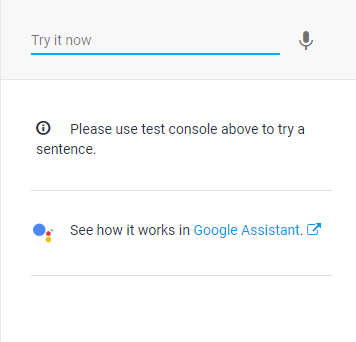 Try it now
Please use test console above to try a
sentence.
See how it works in Google Assistant.